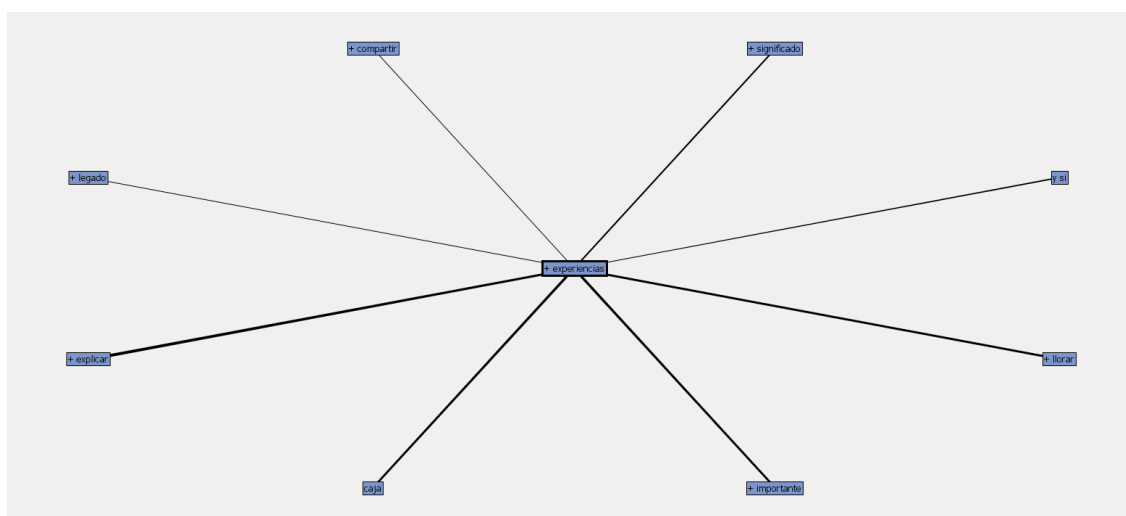 + compartir
+ significado
+ legado
y si
+ experiencias
+ explicar
+ llorar
caja
+ importante